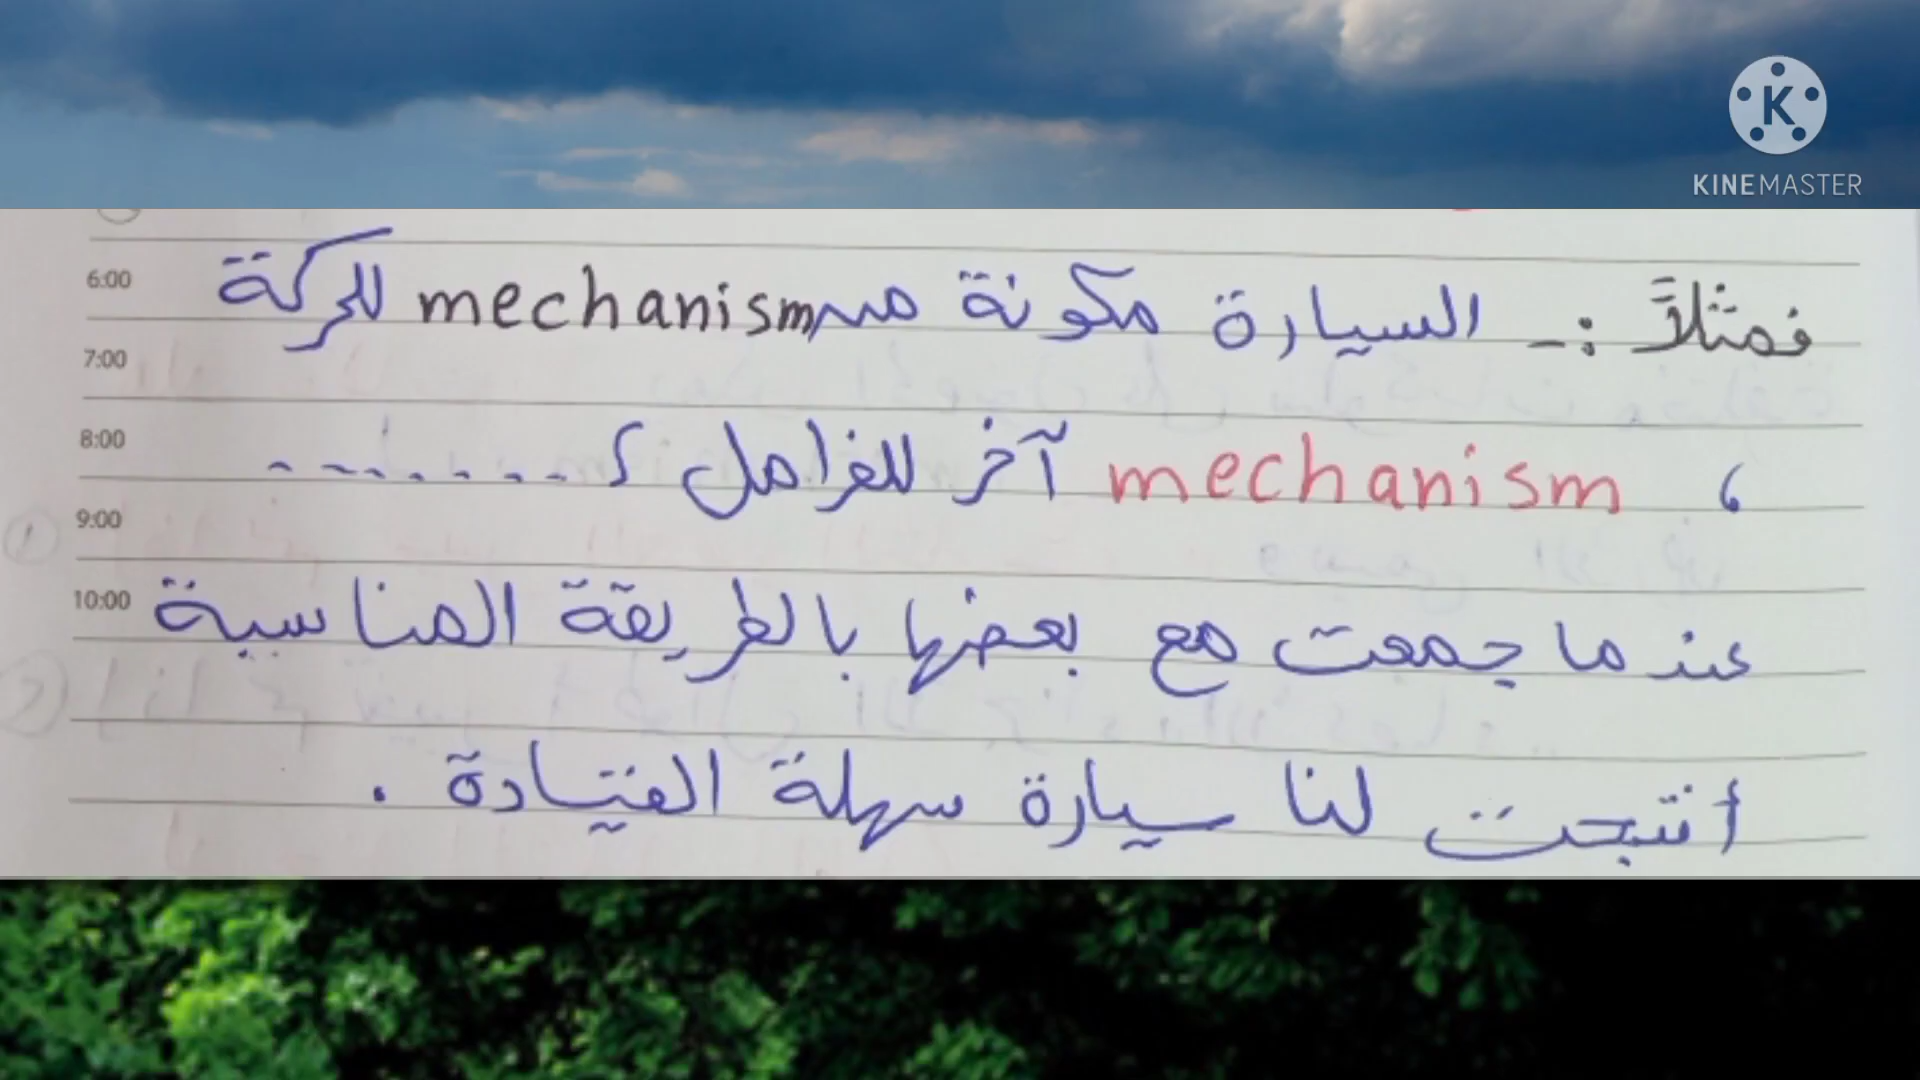 KINEMASTER
6:00
فمثلاً :- السيارة مكونة من mechanism للحركة
7:00
8:00
، mechanism آخر للفرامل ؟ .......
9:00
10:00
عندما جمعت مع بعضها بالطريقة المناسبة
أنتجت لنا سيارة سهلة القيادة .